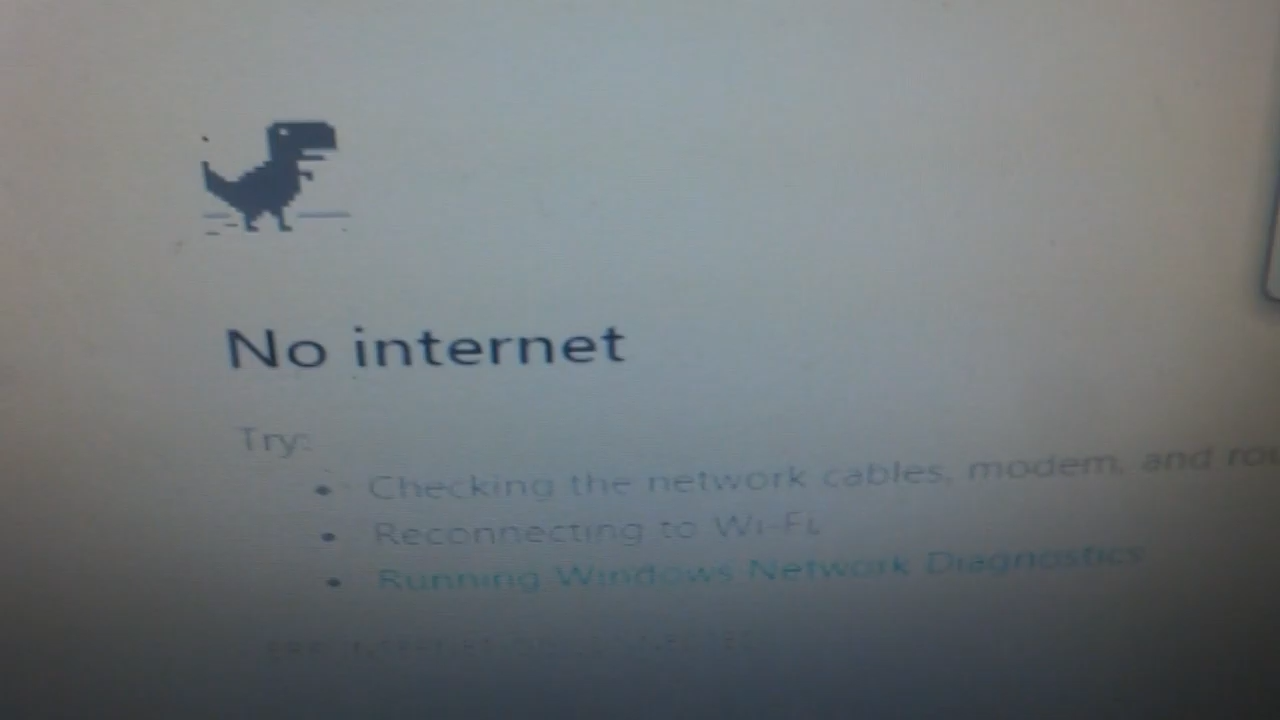 No internet
Try:
Checking the network cables, modem, and
Reconnecting to Wi-Fi
Running Windows Network Diagnostics